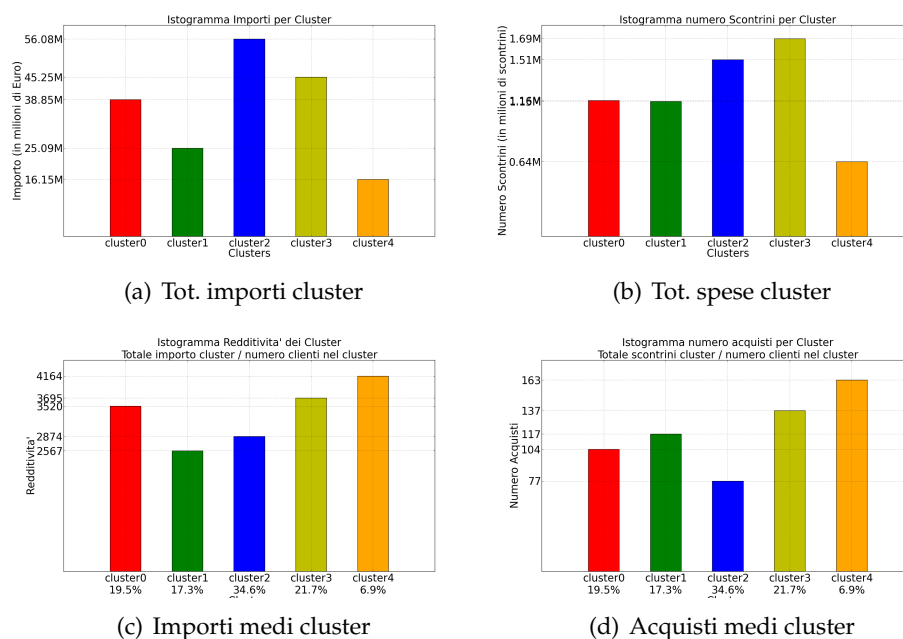 Istogramma Importi per Cluster
Importo (in milioni di Euro)
56.08M
45.25M
38.85M
25.09M
16.15M
cluster0 cluster1 cluster2 cluster3 cluster4
Clusters
(a) Tot. importi cluster
Istogramma numero Scontrini per Cluster
Numero Scontrini (in milioni di scontrini)
1.69M
1.51M
0.64M
cluster0 cluster1 cluster2 cluster3 cluster4
Clusters
(b) Tot. spese cluster
Istogramma Redditivita' dei Cluster
Totale importo cluster / numero clienti nel cluster
Redditivita'
4164
3695
3520
2874
2567
cluster0 cluster1 cluster2 cluster3 cluster4
19.5% 17.3% 34.6% 21.7% 6.9%
(c) Importi medi cluster
Istogramma numero acquisti per Cluster
Totale scontrini cluster / numero clienti nel cluster
Numero Acquisti
163
137
117
104
77
cluster0 cluster1 cluster2 cluster3 cluster4
19.5% 17.3% 34.6% 21.7% 6.9%
(d) Acquisti medi cluster